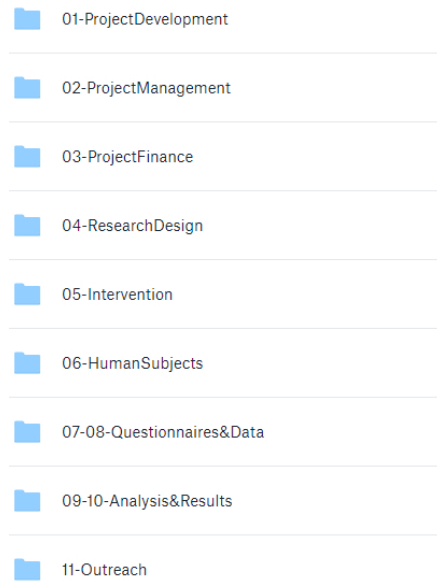 01-ProjectDevelopment
02-ProjectManagement
03-ProjectFinance
04-ResearchDesign
05-Intervention
06-HumanSubjects
07-08-Questionnaires&Data
09-10-Analysis&Results
11-Outreach